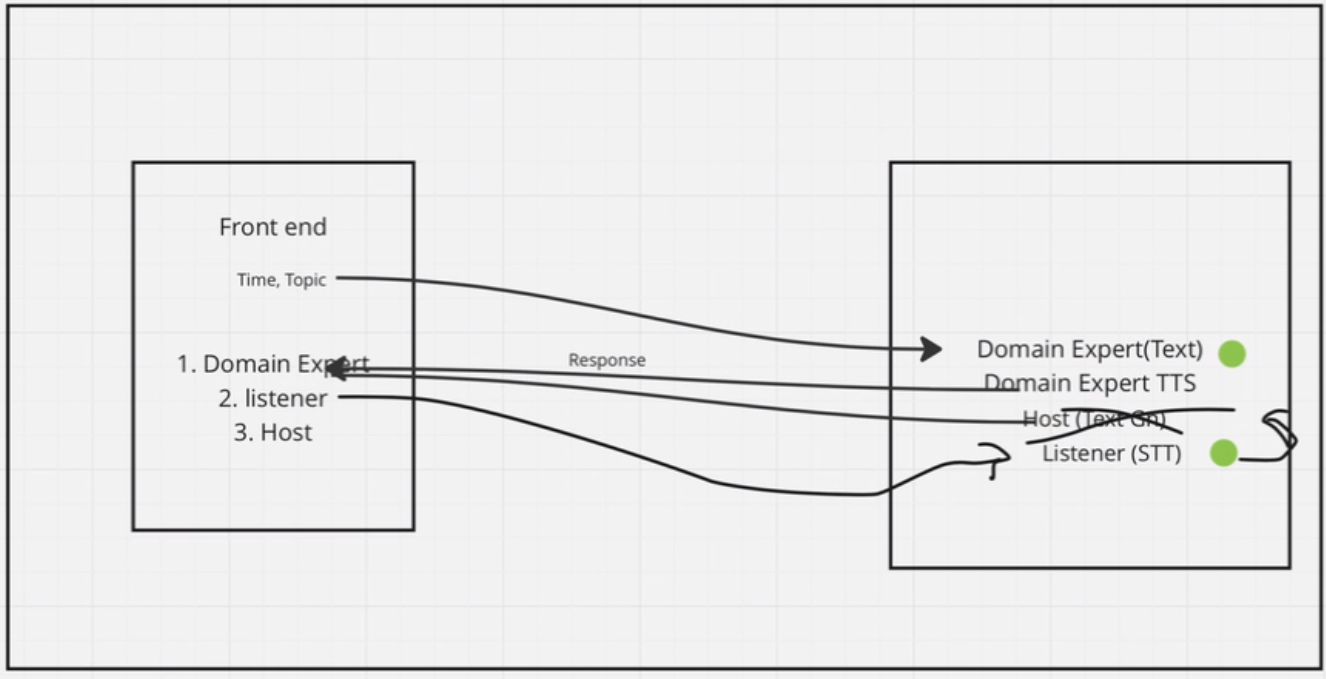 Front end
Time, Topic
1. Domain Expert
2. listener
3. Host
Response
Domain Expert(Text)
Domain Expert TTS
Host (Text Gn)
Listener (STT)